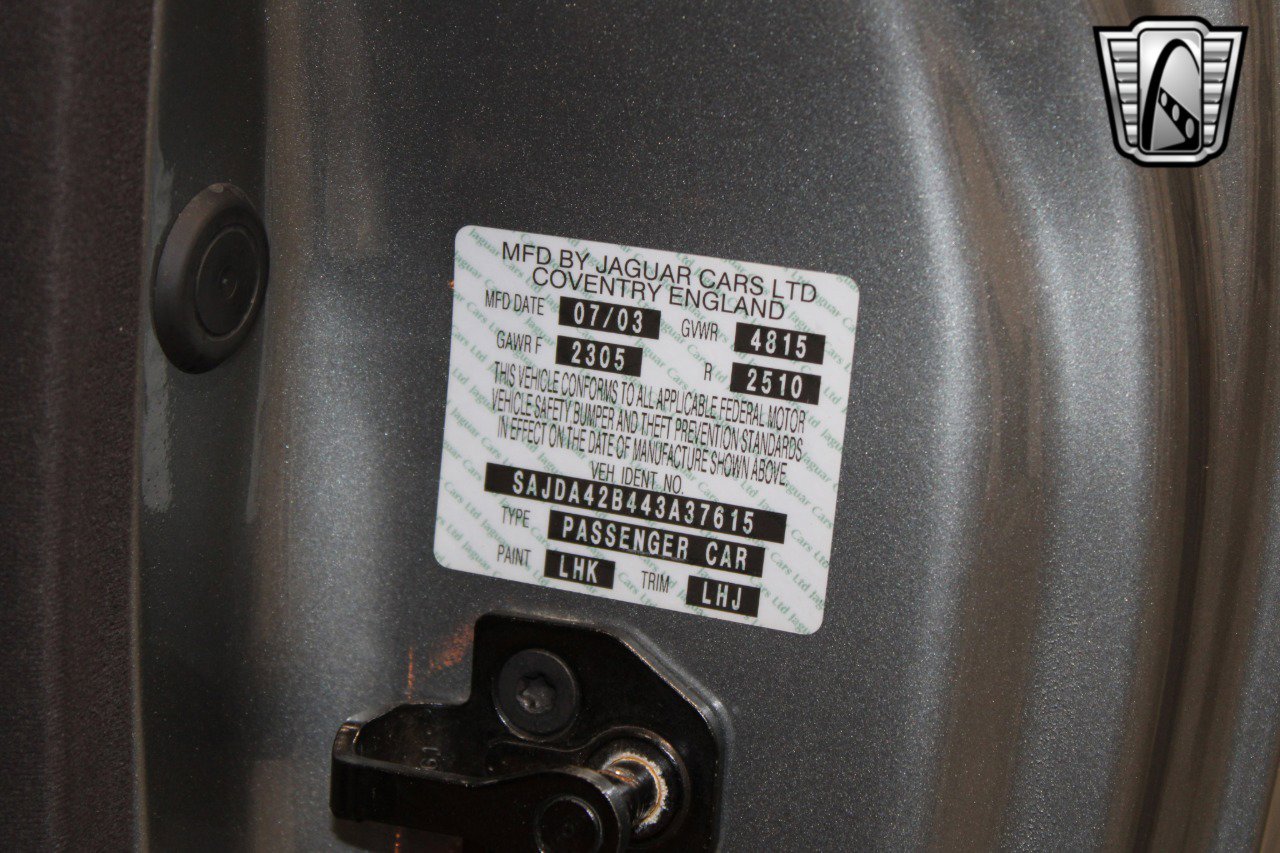 MFD BY JAGUAR CARS LTD
COVENTRY ENGLAND
MFD DATE 07/03 GVWR 4815
GAWR F 2305 R 2510
THIS VEHICLE CONFORMS TO ALL APPLICABLE FEDERAL MOTOR
VEHICLE SAFETY BUMPER AND THEFT PREVENTION STANDARDS
IN EFFECT ON THE DATE OF MANUFACTURE SHOWN ABOVE
VEH. IDENT. NO.
SAJDA42B443A37615
TYPE PASSENGER CAR
PAINT LHK TRIM LHJ